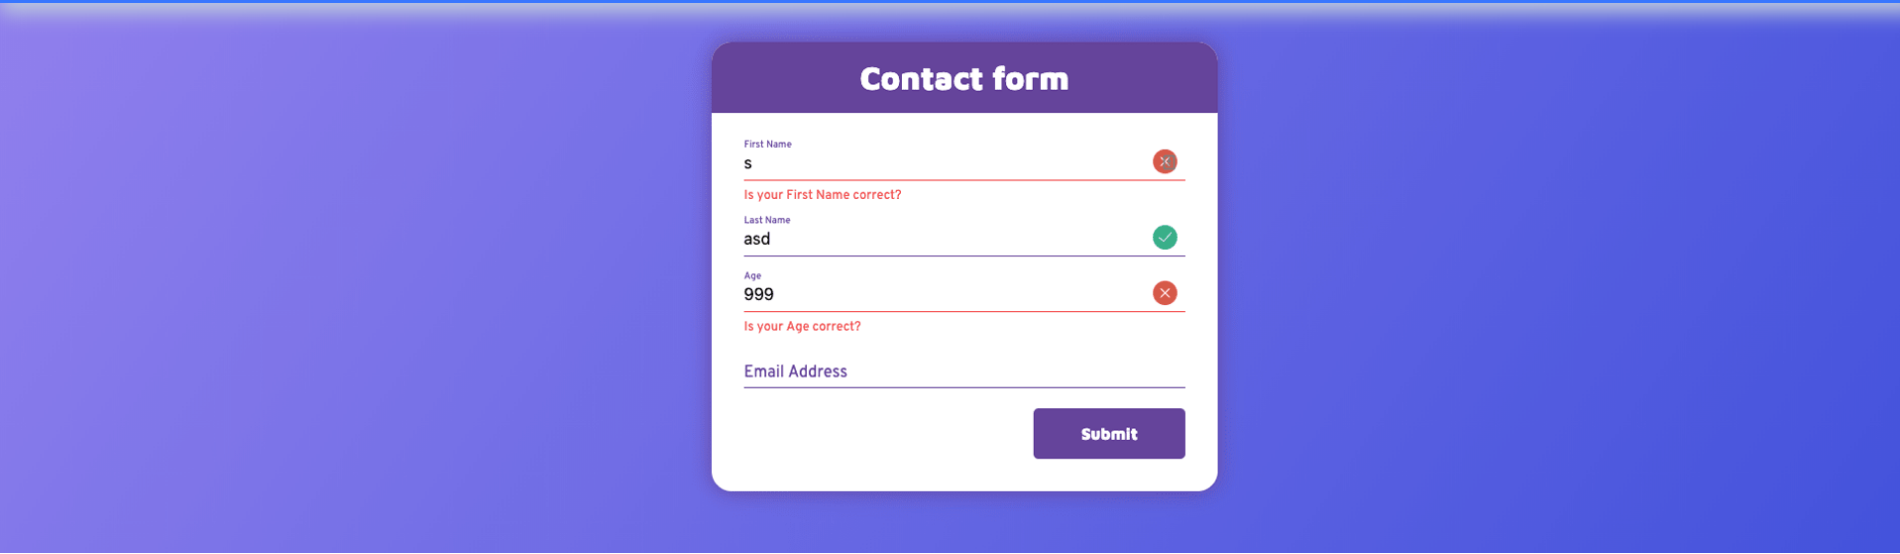 Contact form
First Name
s
Is your First Name correct?
Last Name
asd
Age
999
Is your Age correct?
Email Address
Submit